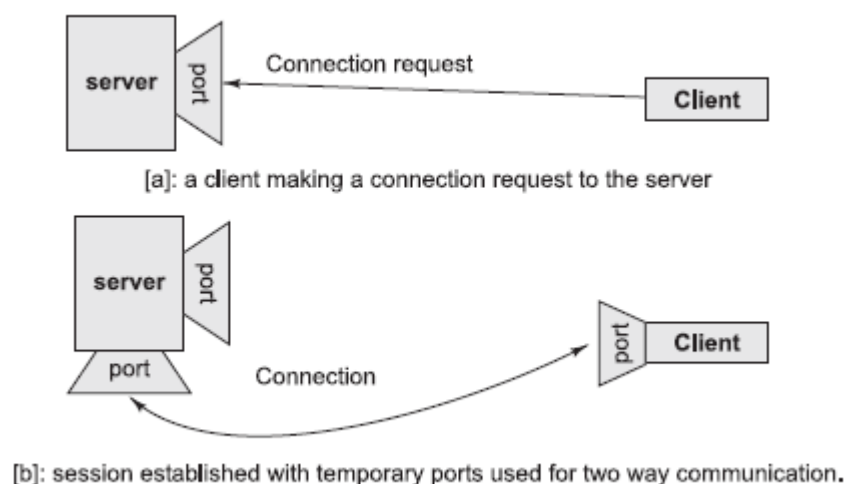 server
port
Connection request
Client
[a]: a client making a connection request to the server
server
port
port
Connection
port
Client
[b]: session established with temporary ports used for two way communication.